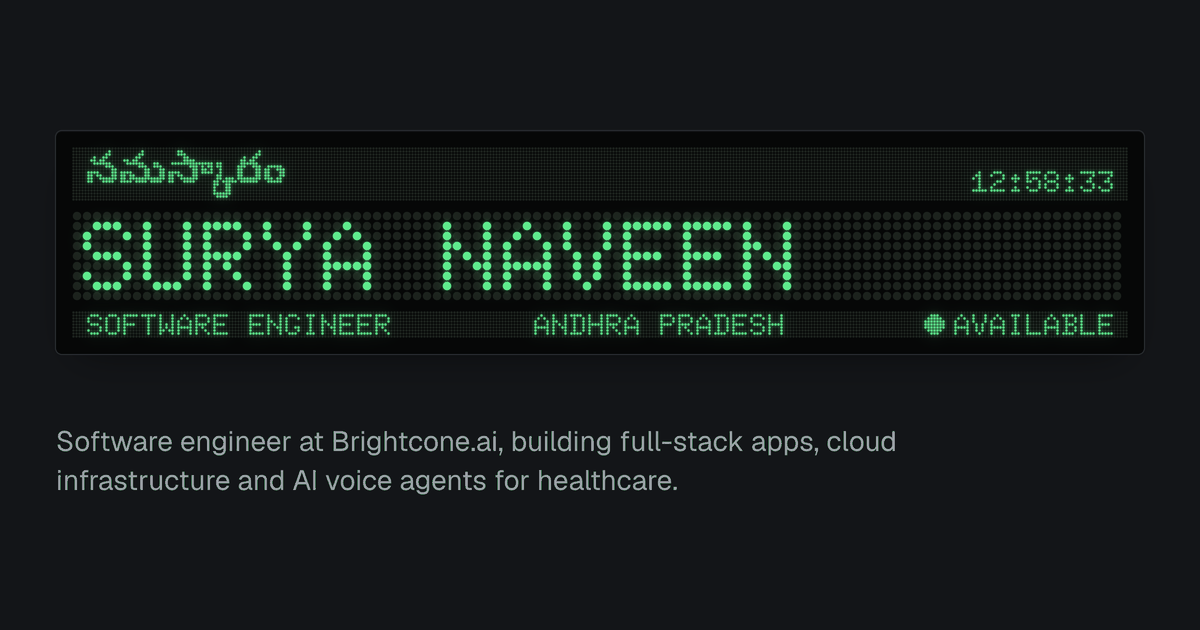 నమస్కారం
12:58:33
SURYA NAVEEN
SOFTWARE ENGINEER ANDHRA PRADESH AVAILABLE
Software engineer at Brightcone.ai, building full-stack apps, cloud
infrastructure and AI voice agents for healthcare.